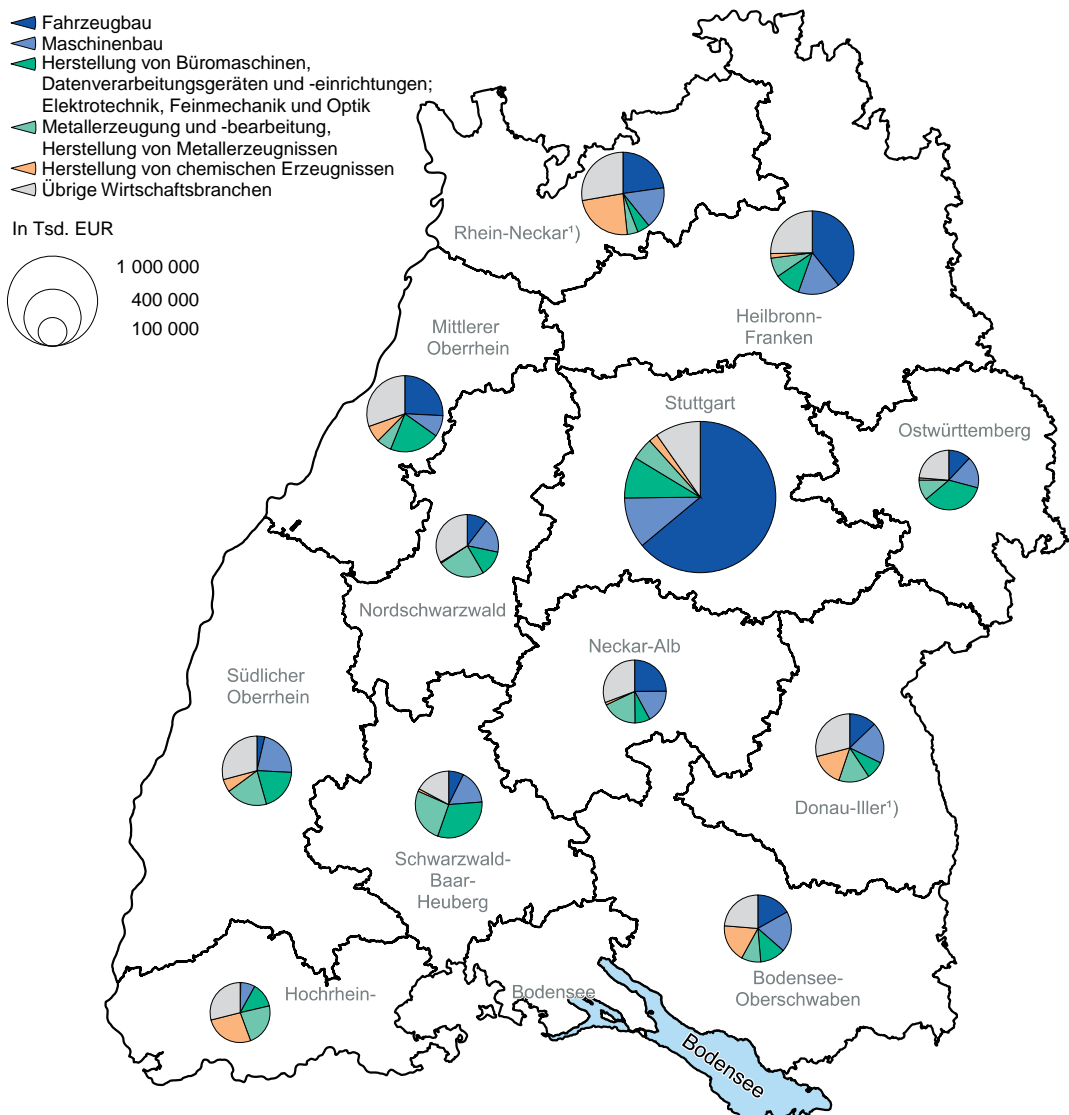 Fahrzeugbau
Maschinenbau
Herstellung von Büromaschinen,
Datenverarbeitungsgeräten und -einrichtungen;
Elektrotechnik, Feinmechanik und Optik
Metallerzeugung und -bearbeitung,
Herstellung von Metallerzeugnissen
Herstellung von chemischen Erzeugnissen
Übrige Wirtschaftsbranchen
In Tsd. EUR
1 000 000
400 000
100 000
Rhein-Neckar¹)
Heilbronn-
Franken
Mittlerer
Oberrhein
Stuttgart
Ostwürttemberg
Nordschwarzwald
Neckar-Alb
Südlicher
Oberrhein
Donau-Iller¹)
Schwarzwald-
Baar-
Heuberg
Bodensee-
Oberschwaben
Hochrhein-
Bodensee
Bodensee